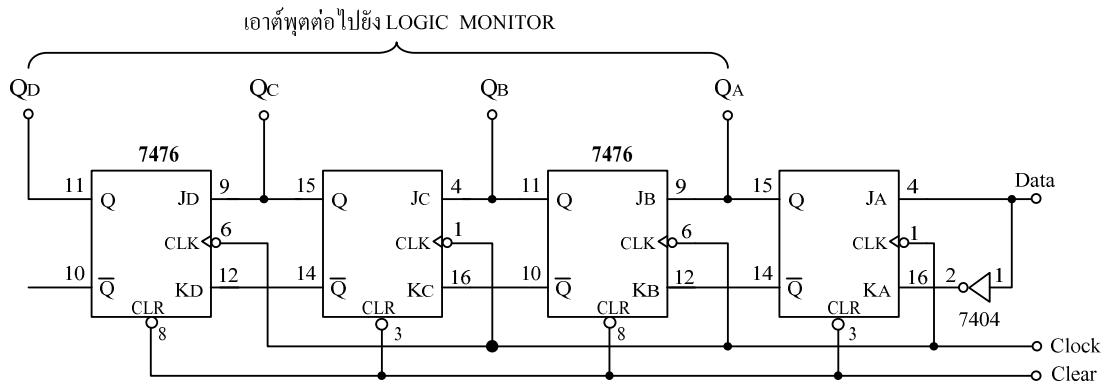 เอาต์พุตต่อไปยัง LOGIC MONITOR
QD QC QB QA
7476 7476
11 Q JD 9 15 Q JC 4 11 Q JB 9 15 Q JA 4 Data
CLK 6 CLK 1 CLK 6 CLK 1
10 Q̅ KD 12 14 Q̅ KC 16 10 Q̅ KB 12 14 Q̅ KA 16 2 1
CLR CLR CLR CLR 7404
8 3 8 3
Clock
Clear